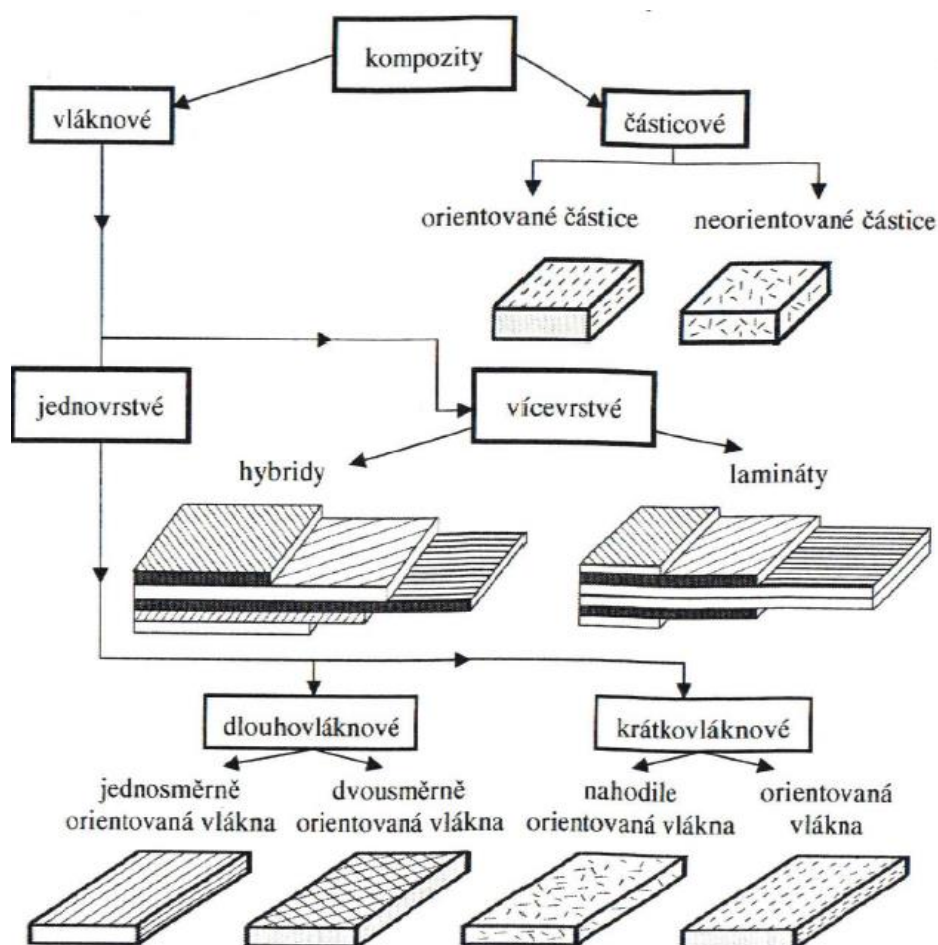 kompozity
vláknové
částicové
orientované částice
neorientované částice
jednovrstvé
vícevrstvé
hybridy
lamináty
dlouhovláknové
krátkovláknové
jednosměrně
orientovaná vlákna
dvousměrně
orientovaná vlákna
nahodile
orientovaná vlákna
orientovaná
vlákna